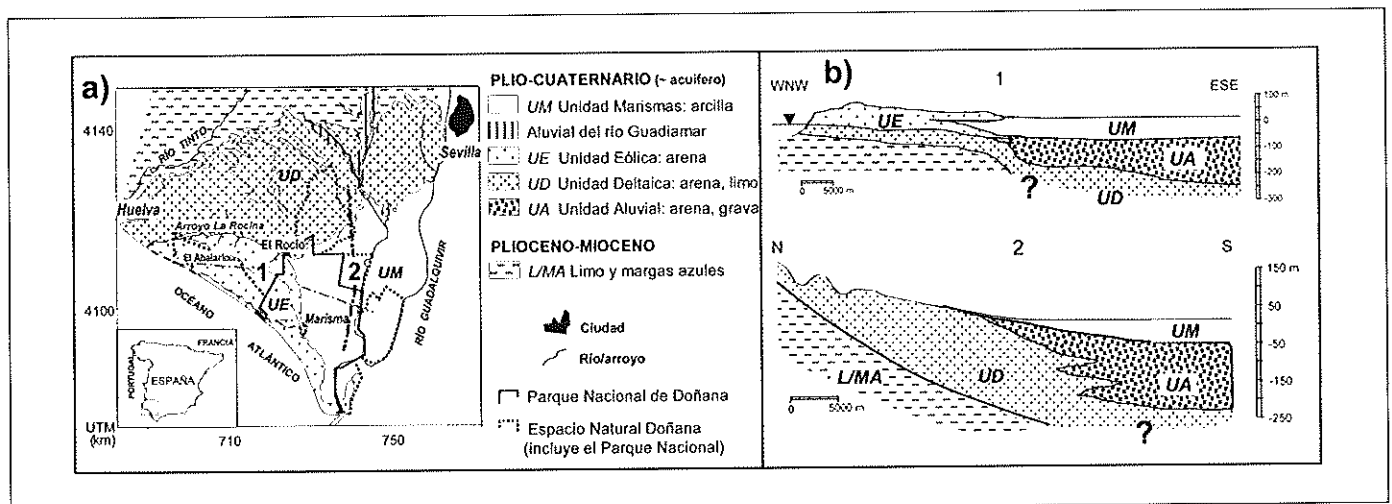 a)
4140
4100
UTM
(km)
710
750
RÍO TINTO
Huelva
Sevilla
UD
Arroyo La Rocina
El Rocío
El Abalario
1
2
UM
UE
Marisma
OCÉANO
ATLÁNTICO
RÍO GUADALQUIVIR
FRANCIA
PORTUGAL
ESPAÑA
PLIO-CUATERNARIO (~ acuífero)
UM Unidad Marismas: arcilla
Aluvial del río Guadiamar
UE Unidad Eólica: arena
UD Unidad Deltaica: arena, limo
UA Unidad Aluvial: arena, grava
PLIOCENO-MIOCENO
L/MA Limo y margas azules
Ciudad
Río/arroyo
Parque Nacional de Doñana
Espacio Natural Doñana
(incluye el Parque Nacional)
b)
1
WNW
ESE
UE
UM
UA
UD
?
0 5000 m
100 m
0
-100
-200
-300
2
N
S
L/MA
UD
UM
UA
?
0 5000 m
150 m
50
-50
-150
-250